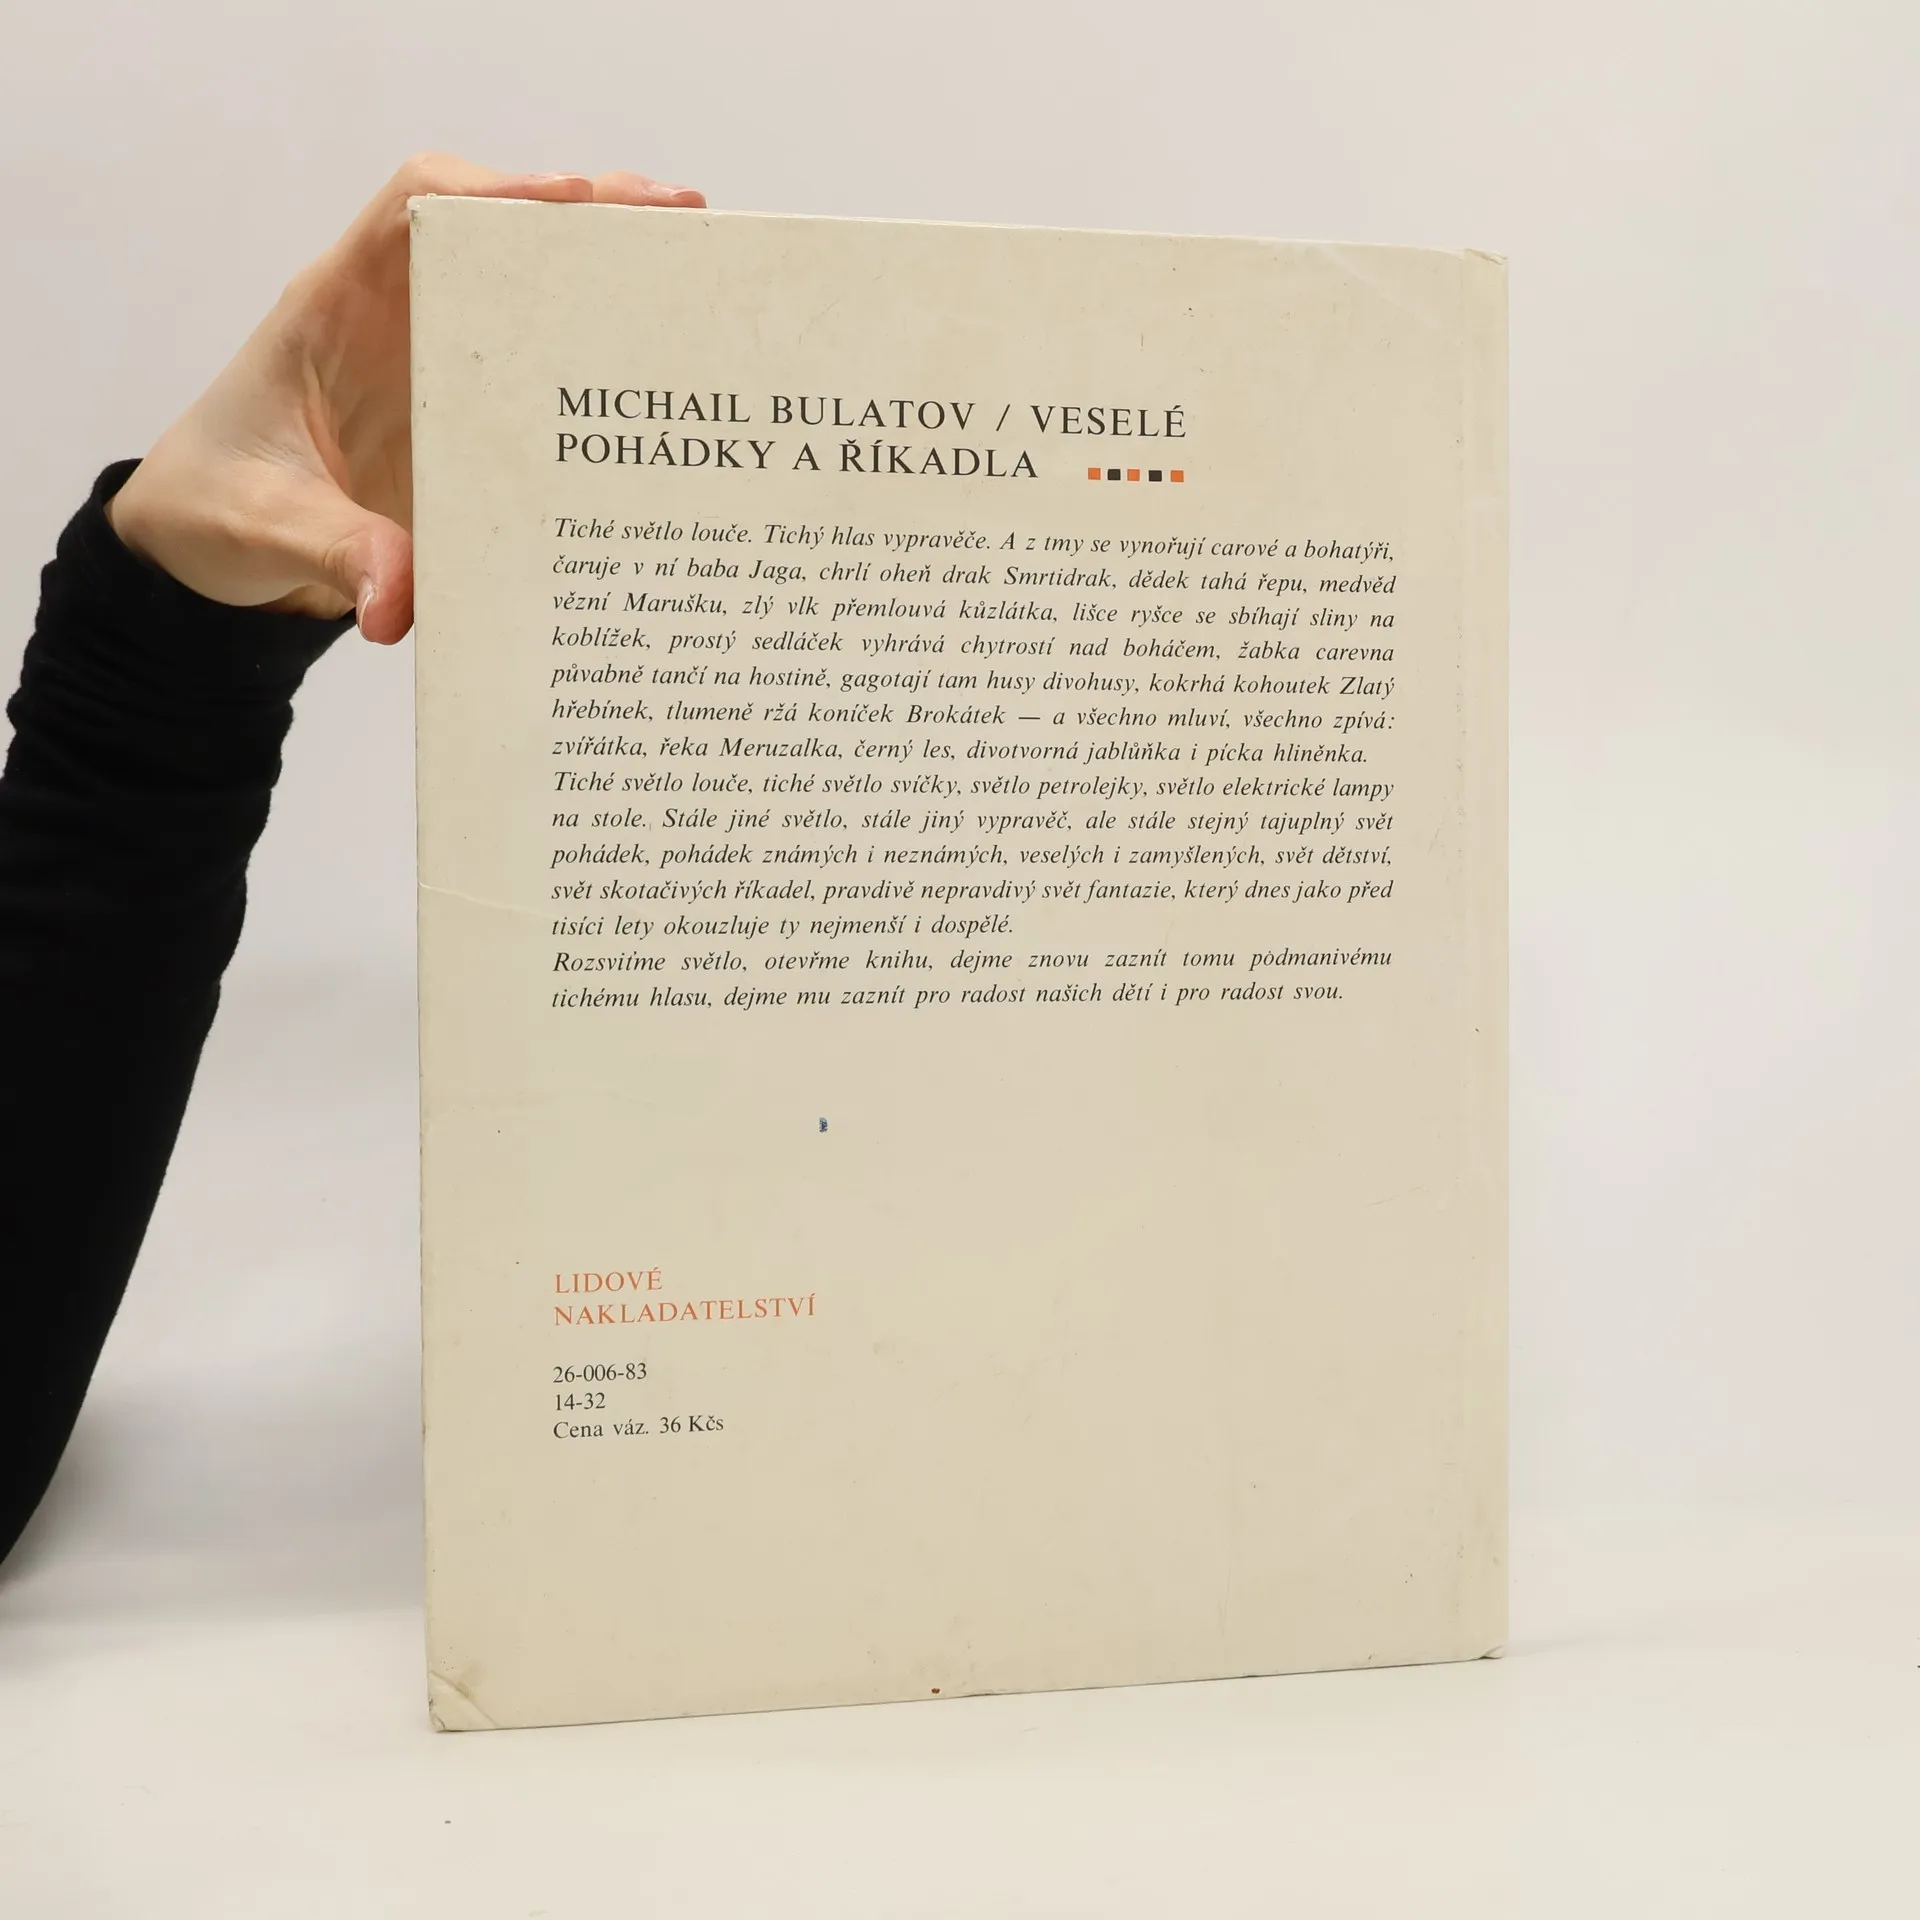 MICHAIL BULATOV / VESELÉ
POHÁDKY A ŘÍKADLA
Tiché světlo louče. Tichý hlas vypravěče. A z tmy se vynořují carové a bohatýři,
čaruje v ní baba Jaga, chrlí oheň drak Smrtidrak, dědek tahá řepu, medvěd
vězní Marušku, zlý vlk přemlouvá kůzlátka, lišce ryšce se sbíhají sliny na
koblížek, prostý sedláček vyhrává chytrostí nad boháčem, žabka carevna
půvabně tančí na hostině, gagotají tam husy divohusy, kokrhá kohoutek Zlatý
hřebínek, tlumeně ržá koníček Brokátek — a všechno mluví, všechno zpívá:
zvířátka, řeka Meruzalka, černý les, divotvorná jablůňka i pícka hliněnka.
Tiché světlo louče, tiché světlo svíčky, světlo petrolejky, světlo elektrické lampy
na stole. Stále jiné světlo, stále jiný vypravěč, ale stále stejný tajuplný svět
pohádek, pohádek známých i neznámých, veselých i zamyšlených, svět dětství,
svět skotačivých říkadel, pravdivě nepravdivý svět fantazie, který dnes jako před
tisíci lety okouzluje ty nejmenší i dospělé.
Rozsviťme světlo, otevřme knihu, dejme znovu zaznít tomu podmanivému
tichému hlasu, dejme mu zaznít pro radost našich dětí i pro radost svou.
LIDOVÉ
NAKLADATELSTVÍ
26-006-83
14-32
Cena váz. 36 Kčs